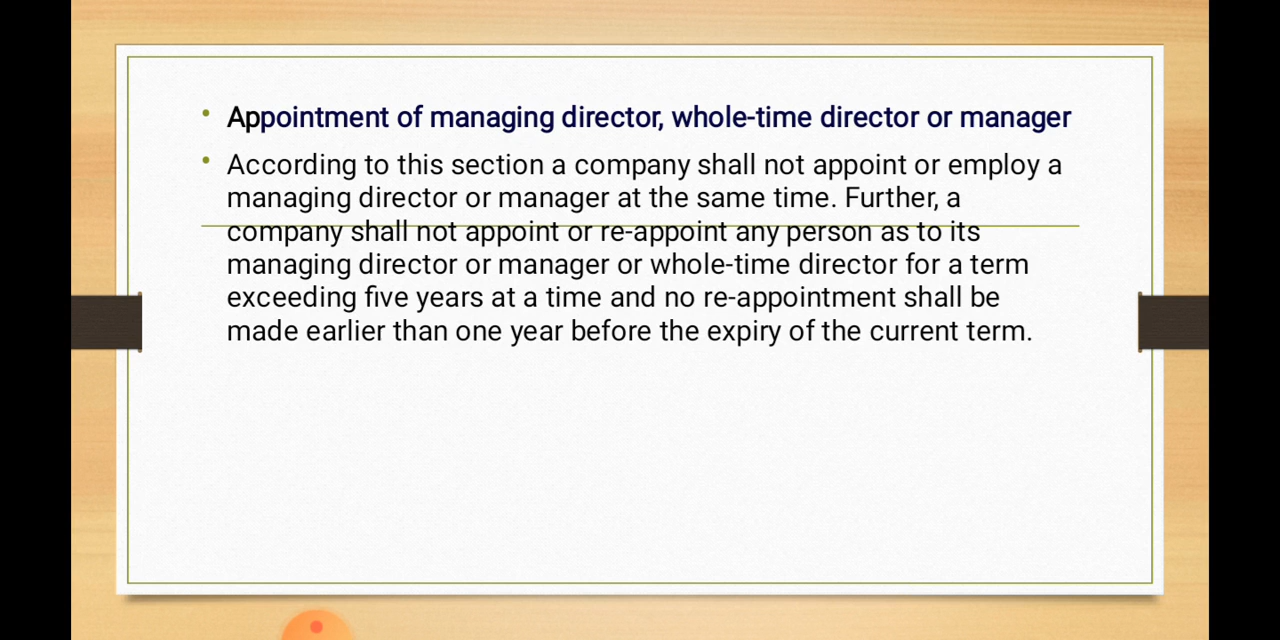 • Appointment of managing director, whole-time director or manager
• According to this section a company shall not appoint or employ a
managing director or manager at the same time. Further, a
company shall not appoint or re-appoint any person as to its
managing director or manager or whole-time director for a term
exceeding five years at a time and no re-appointment shall be
made earlier than one year before the expiry of the current term.